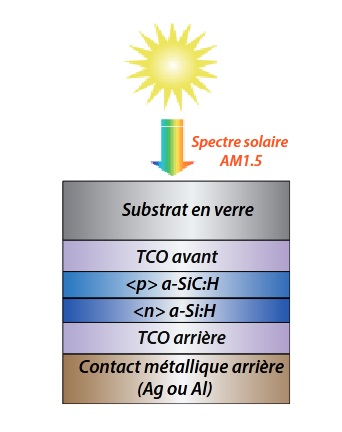 Spectre solaire
AM1.5
Substrat en verre
TCO avant
<p> a-SiC:H
<n> a-Si:H
TCO arrière
Contact métallique arrière
(Ag ou Al)